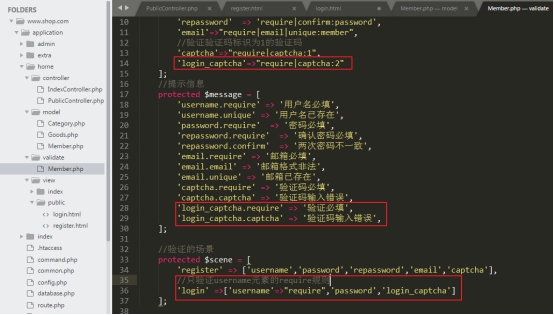 FOLDERS
www.shop.com
application
admin
extra
home
controller
IndexController.php
PublicController.php
model
Category.php
Goods.php
Member.php
validate
Member.php
view
index
public
login.html
register.html
index
.htaccess
command.php
common.php
config.php
database.php
route.php
PublicController.php
register.html
login.html
Member.php — model
Member.php — validate
10 'repassword' => 'require|confirm:password',
11 'email'=>"require|email|unique:member",
12 //验证验证码标识为1的验证码
13 'captcha'=>"require|captcha:1",
14 'login_captcha'=>"require|captcha:2"
15 ];
16 //提示信息
17 protected $message = [
18 'username.require' => '用户名必填',
19 'username.unique' => '用户名已存在',
20 'password.require' => '密码必填',
21 'repassword.require' => '确认密码必填',
22 'repassword.confirm' => '两次密码不一致',
23 'email.require' => '邮箱必填',
24 'email.email' => '邮箱格式非法',
25 'email.unique' => '邮箱已存在',
26 'captcha.require' => '验证码必填',
27 'captcha.captcha' => '验证码输入错误',
28 'login_captcha.require' => '验证必填',
29 'login_captcha.captcha' => '验证码输入错误',
30 ];
31
32 //验证的场景
33 protected $scene = [
34 'register' => ['username','password','repassword','email','captcha'],
35 //只验证username元素的require规则
36 'login' =>['username'=>"require",'password','login_captcha']
37 ];